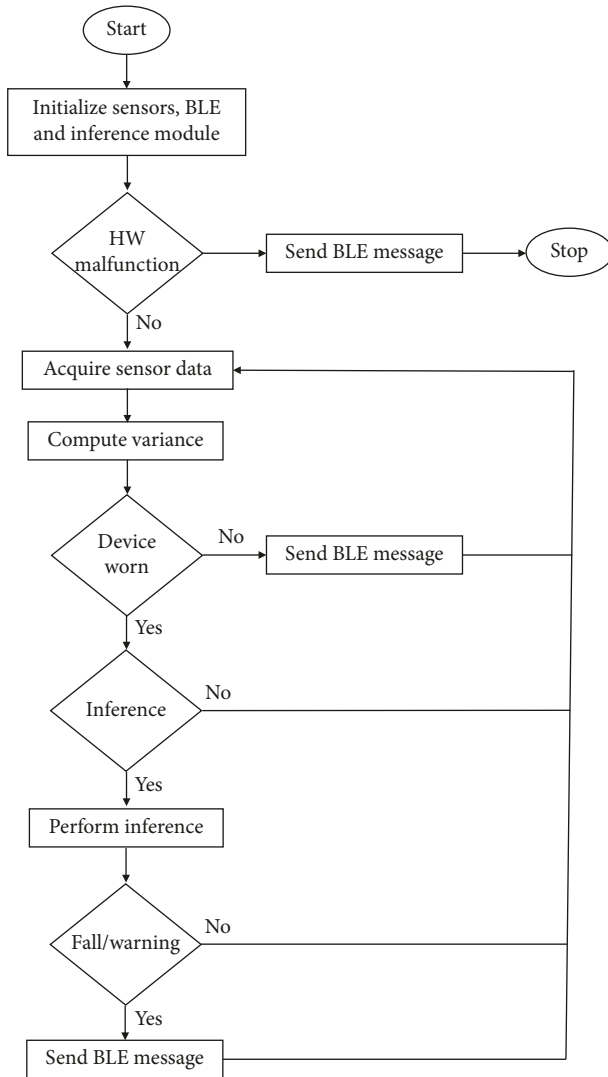 Start
Initialize sensors, BLE
and inference module
HW
malfunction
Send BLE message
Stop
No
Acquire sensor data
Compute variance
Device
worn
No
Send BLE message
Yes
Inference
No
Yes
Perform inference
Fall/warning
No
Yes
Send BLE message